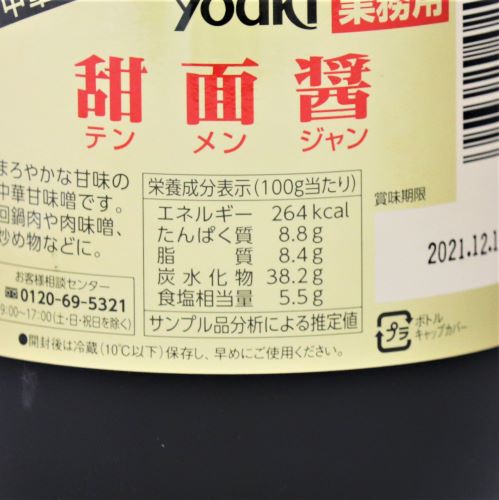 中華
youki 業務用
甜面醤
テン メン ジャン
まろやかな甘味の
中華甘味噌です。
回鍋肉や肉味噌、
炒め物などに。
お客様相談センター
0120-69-5321
9:00~17:00(土・日・祝日を除く)
栄養成分表示(100g当たり)
エネルギー 264kcal
たんぱく質 8.8g
脂質 8.4g
炭水化物 38.2g
食塩相当量 5.5g
サンプル品分析による推定値
賞味期限
2021.12.1
プラ
ボトル
キャップカバー
●開封後は冷蔵(10℃以下)保存し、早めにご使用ください。